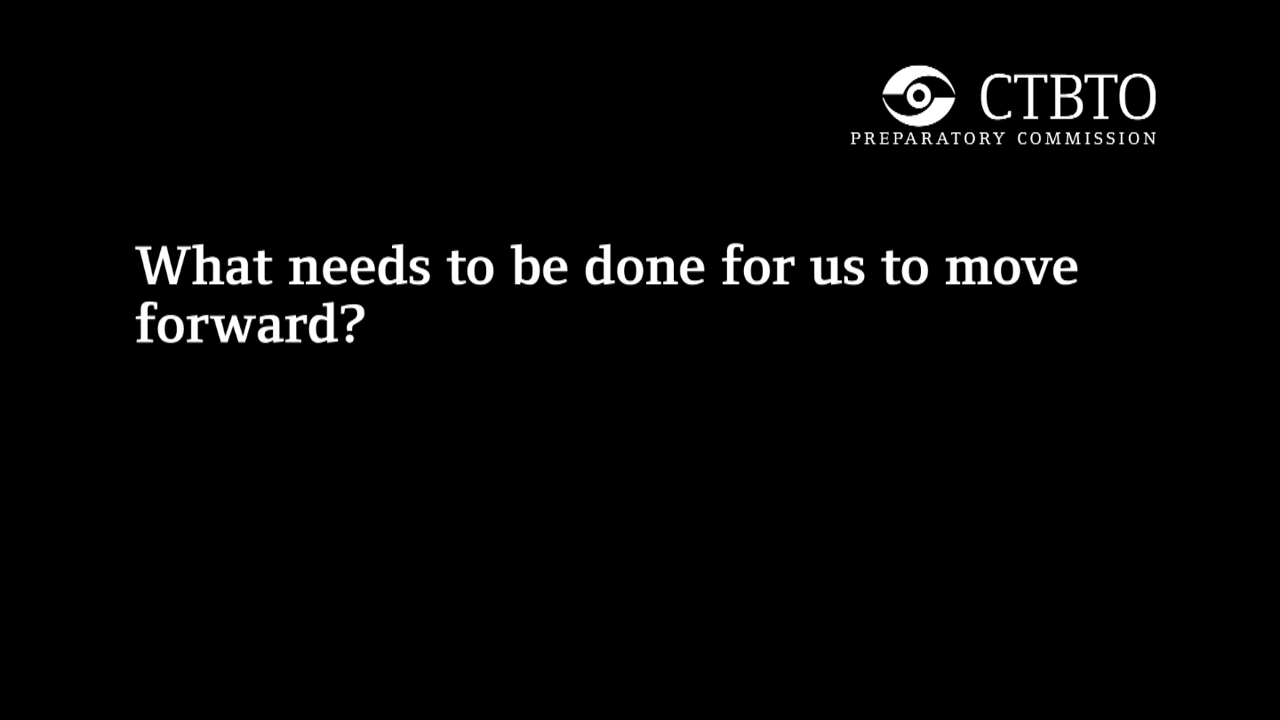 CTBTO
PREPARATORY COMMISSION
What needs to be done for us to move
forward?